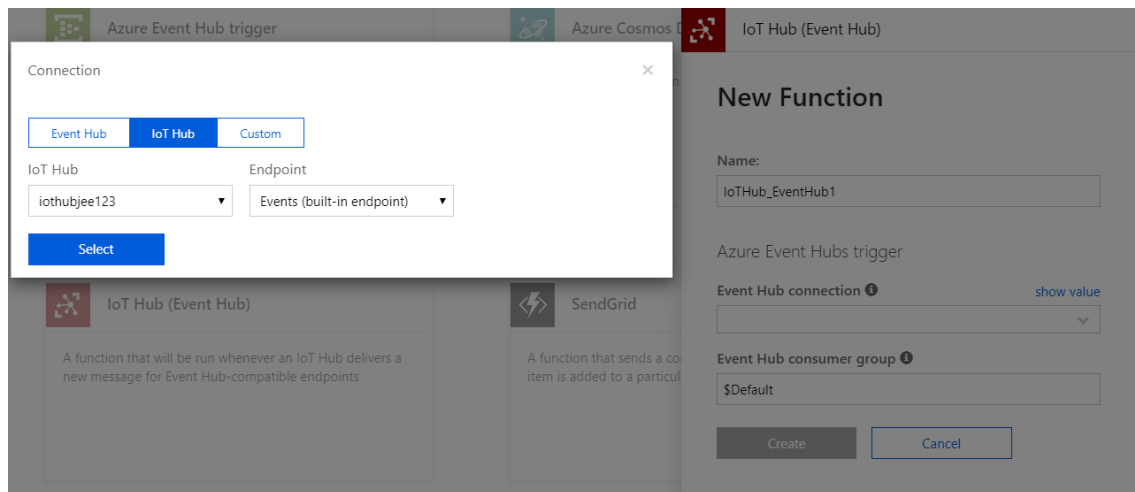 Azure Event Hub trigger
Azure Cosmos
IoT Hub (Event Hub)
Connection
×
Event Hub
IoT Hub
Custom
IoT Hub
Endpoint
iothubjee123
Events (built-in endpoint)
Select
IoT Hub (Event Hub)
A function that will be run whenever an IoT Hub delivers a
new message for Event Hub-compatible endpoints
SendGrid
A function that sends a
item is added to a particul
New Function
Name:
IoTHub_EventHub1
Azure Event Hubs trigger
Event Hub connection
show value
Event Hub consumer group
$Default
Create
Cancel